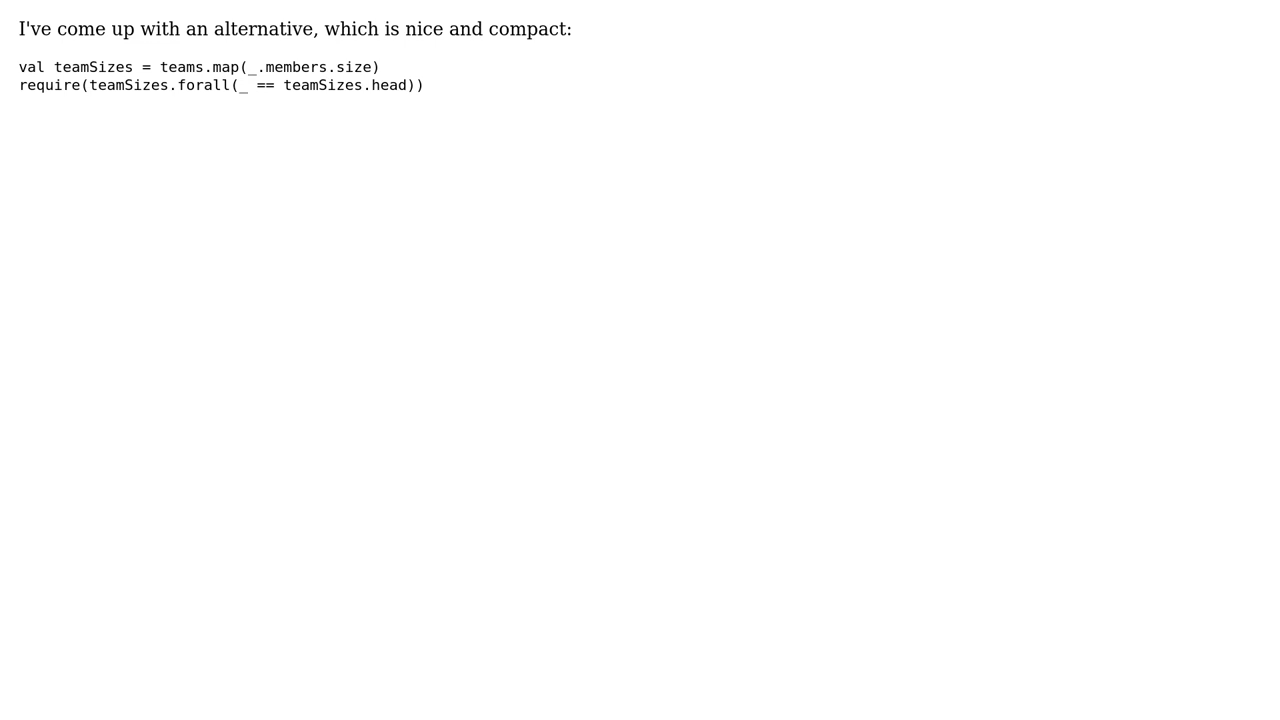 I've come up with an alternative, which is nice and compact:
val teamSizes = teams.map(_.members.size)
require(teamSizes.forall(_ == teamSizes.head))